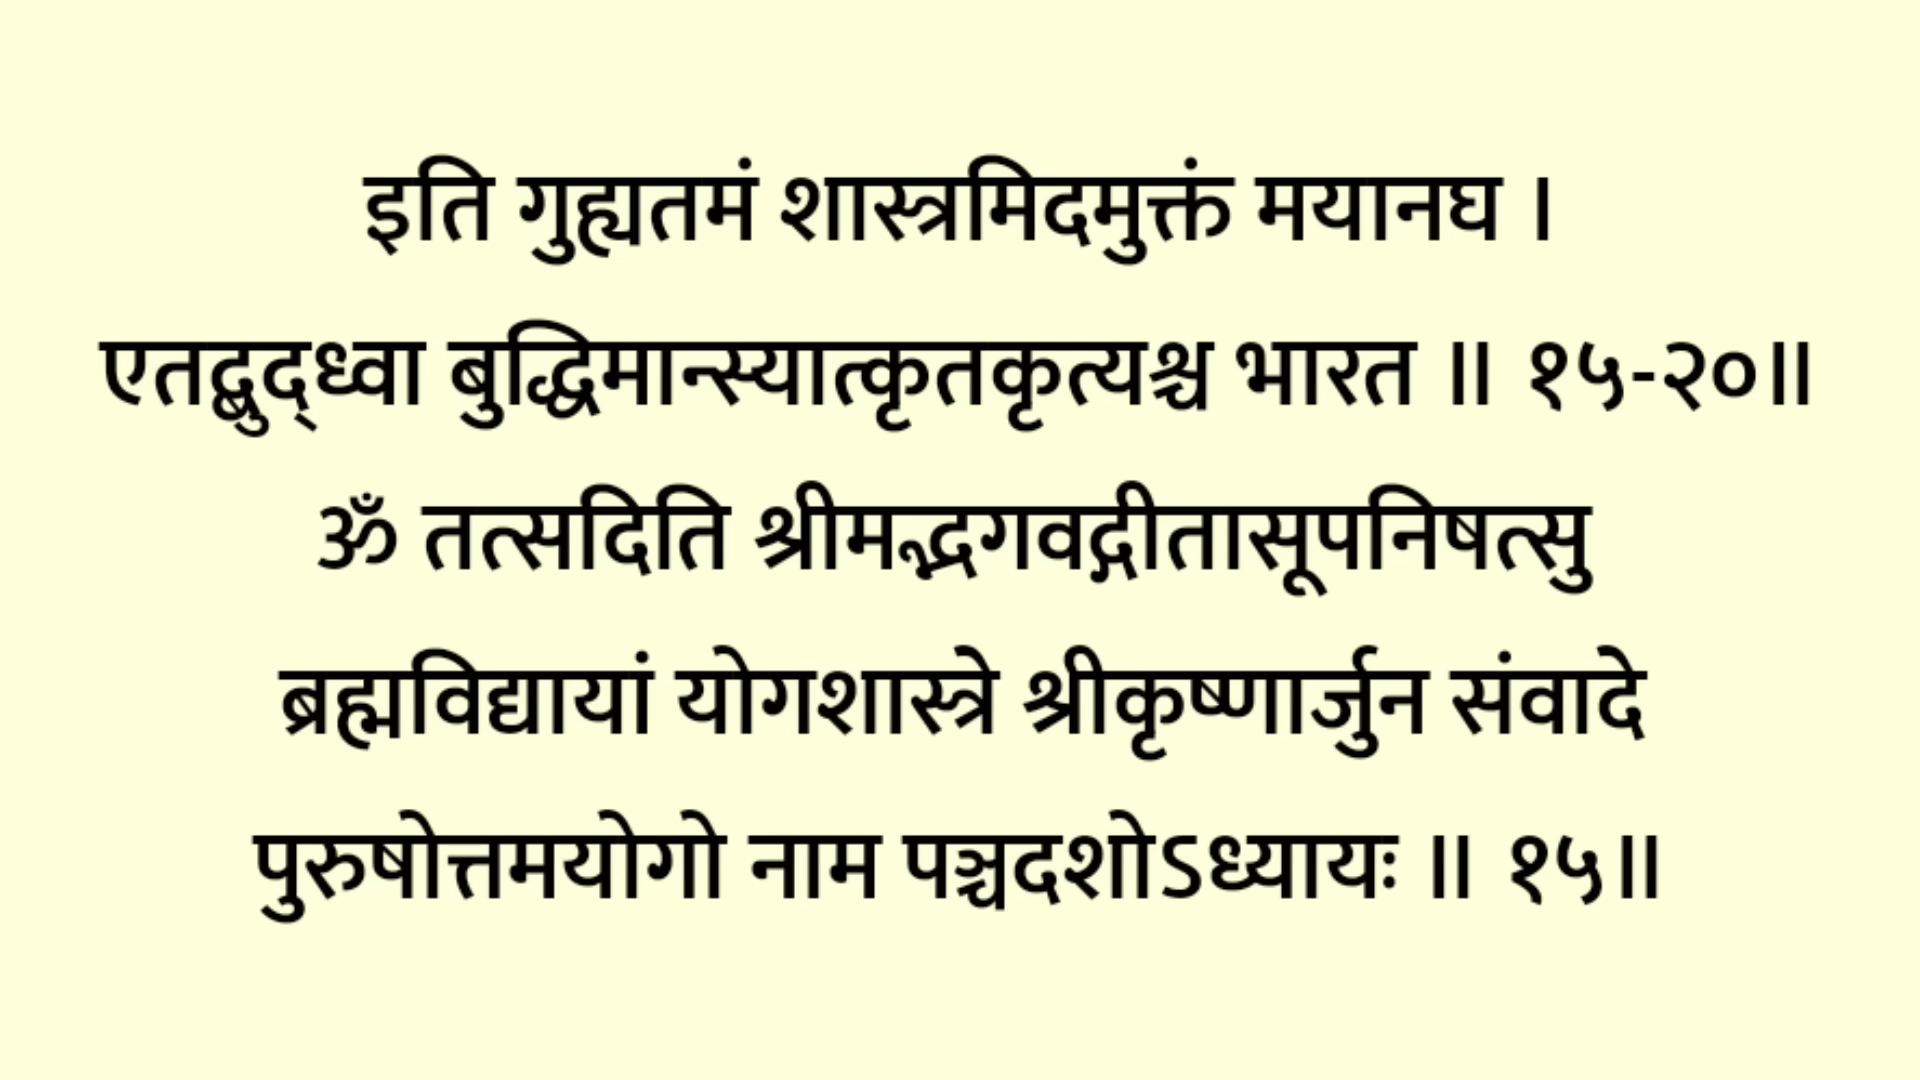 इति गुह्यतमं शास्त्रमिदमुक्तं मयानघ ।
एतद्बुद्ध्वा बुद्धिमान्स्यात्कृतकृत्यश्च भारत ॥ १५-२०॥
ॐ तत्सदिति श्रीमद्भगवद्गीतासूपनिषत्सु
ब्रह्मविद्यायां योगशास्त्रे श्रीकृष्णार्जुन संवादे
पुरुषोत्तमयोगो नाम पञ्चदशोऽध्यायः ॥ १५॥